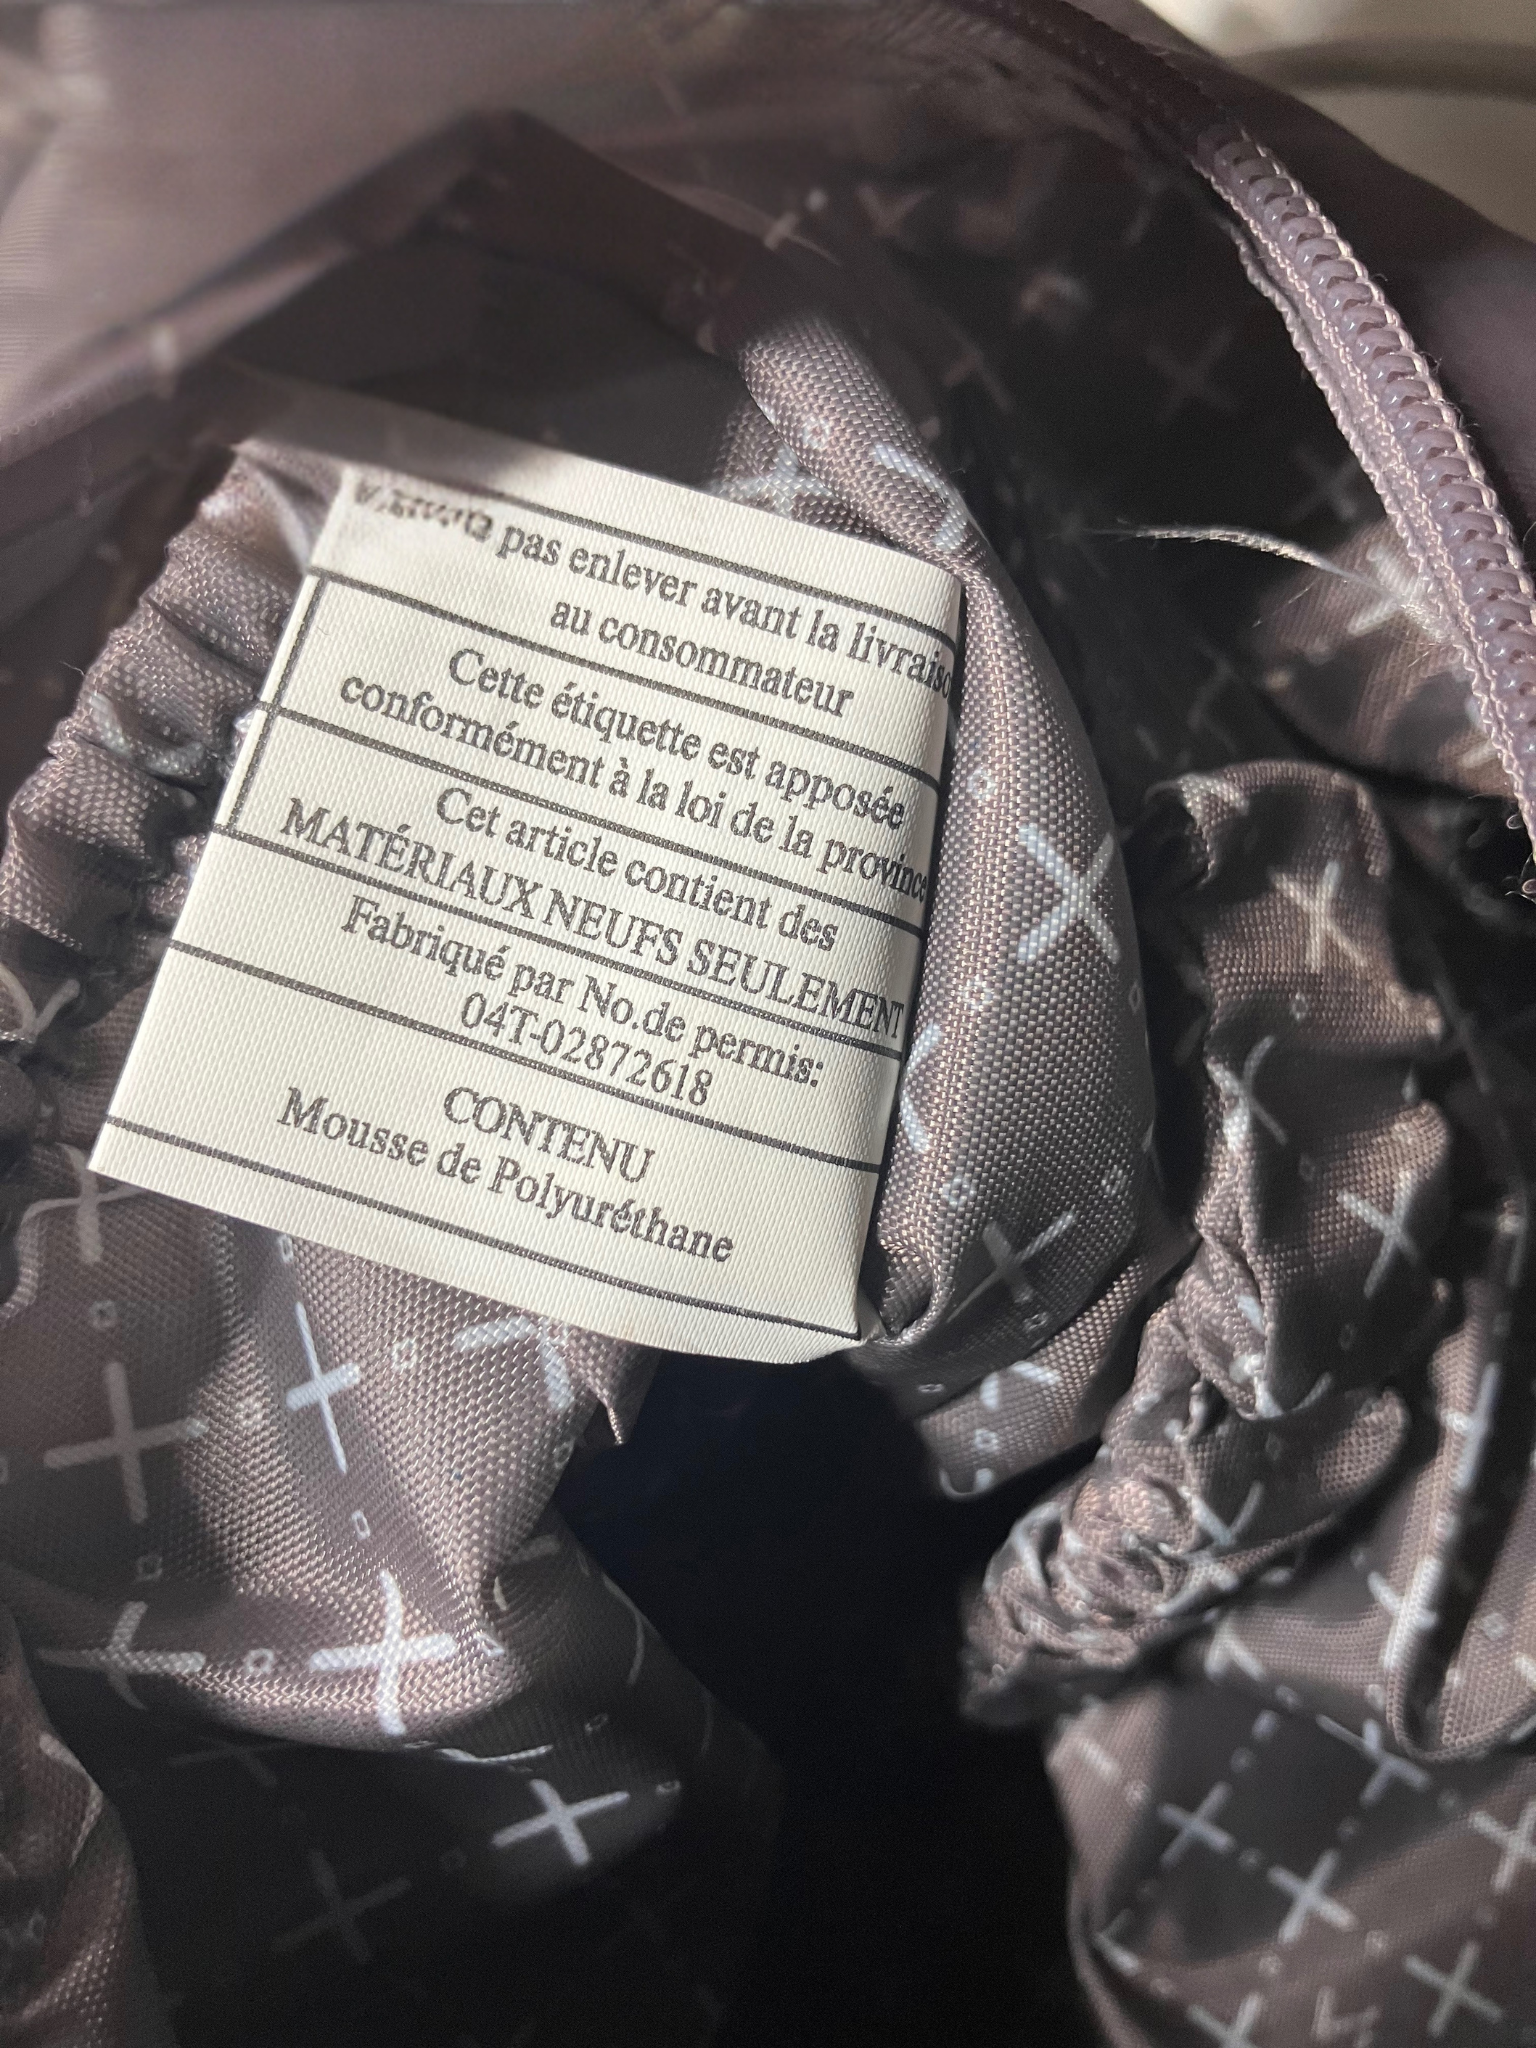 pas enlever avant la livraiso
au consommateur
Cette étiquette est apposée
conformément à la loi de la province
Cet article contient des
MATÉRIAUX NEUFS SEULEMENT
Fabriqué par No.de permis:
04T-02872618
CONTENU
Mousse de Polyuréthane